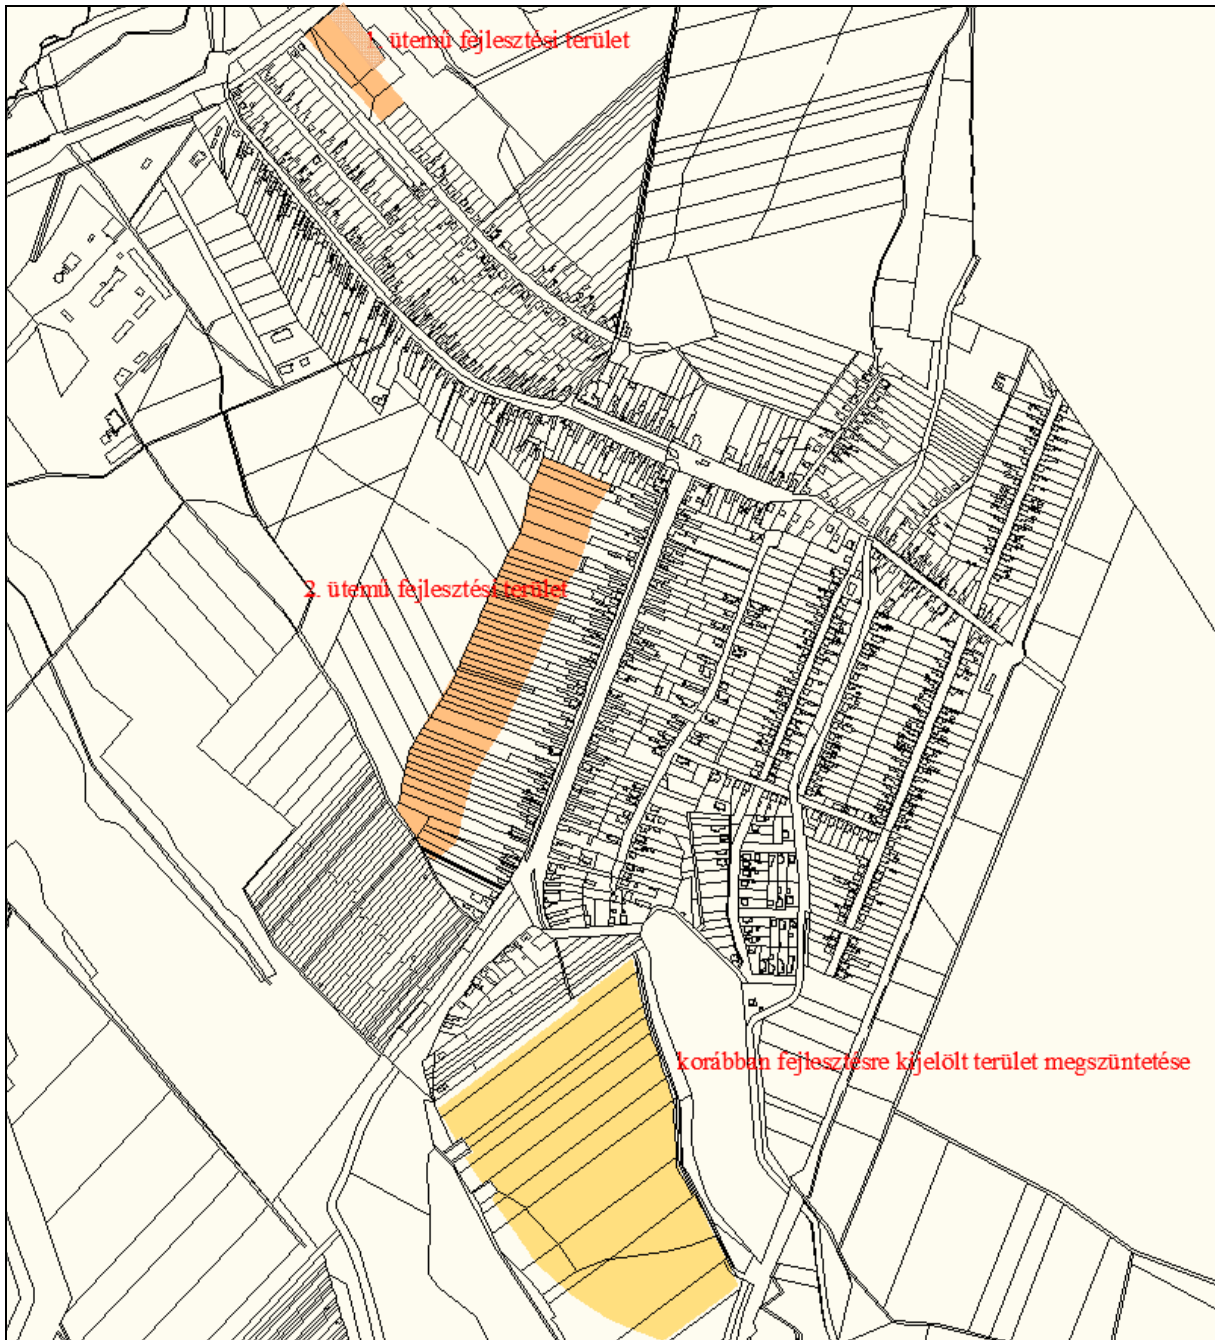 1. ütemű fejlesztési terület
2. ütemű fejlesztési terület
korábban fejlesztésre kijelölt terület megszüntetése